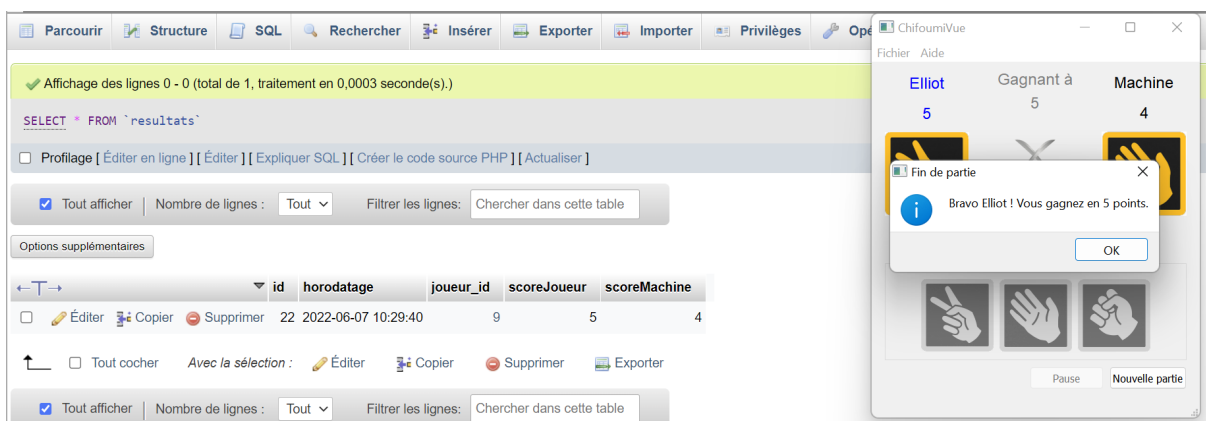 Parcourir Structure SQL Rechercher Insérer Exporter Importer Privilèges Opé
Affichage des lignes 0 - 0 (total de 1, traitement en 0,0003 seconde(s).)
SELECT * FROM `resultats`
Profilage [ Éditer en ligne ] [ Éditer ] [ Expliquer SQL ] [ Créer le code source PHP ] [ Actualiser ]
Tout afficher | Nombre de lignes : Tout Filtrer les lignes: Chercher dans cette table
Options supplémentaires
←T→ id horodatage joueur_id scoreJoueur scoreMachine
Éditer Copier Supprimer 22 2022-06-07 10:29:40 9 5 4
Tout cocher Avec la sélection : Éditer Copier Supprimer Exporter
Tout afficher | Nombre de lignes : Tout Filtrer les lignes: Chercher dans cette table
ChifoumiVue
Fichier Aide
Elliot Gagnant à Machine
5 5 4
Fin de partie
Bravo Elliot ! Vous gagnez en 5 points.
OK
Pause Nouvelle partie